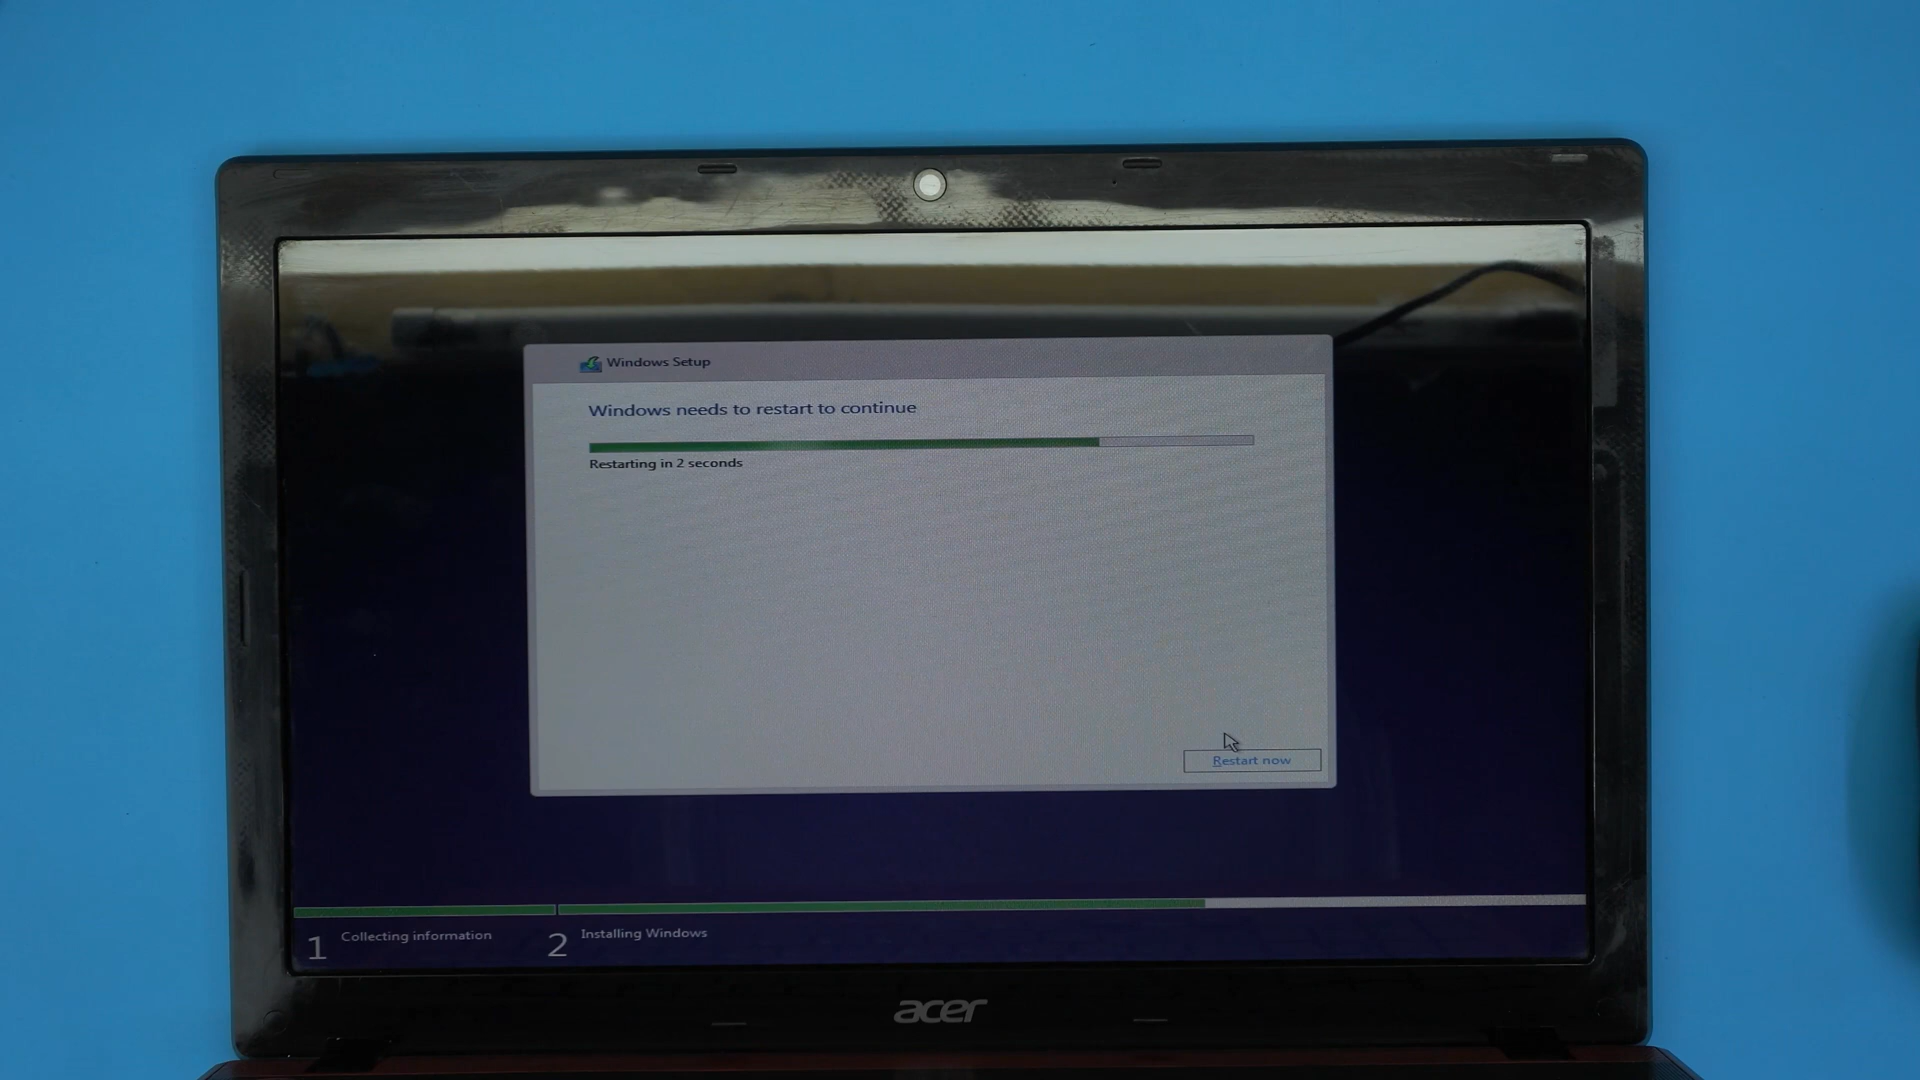 Windows Setup
Windows needs to restart to continue
Restarting in 2 seconds
Restart now
1 Collecting information
2 Installing Windows
acer